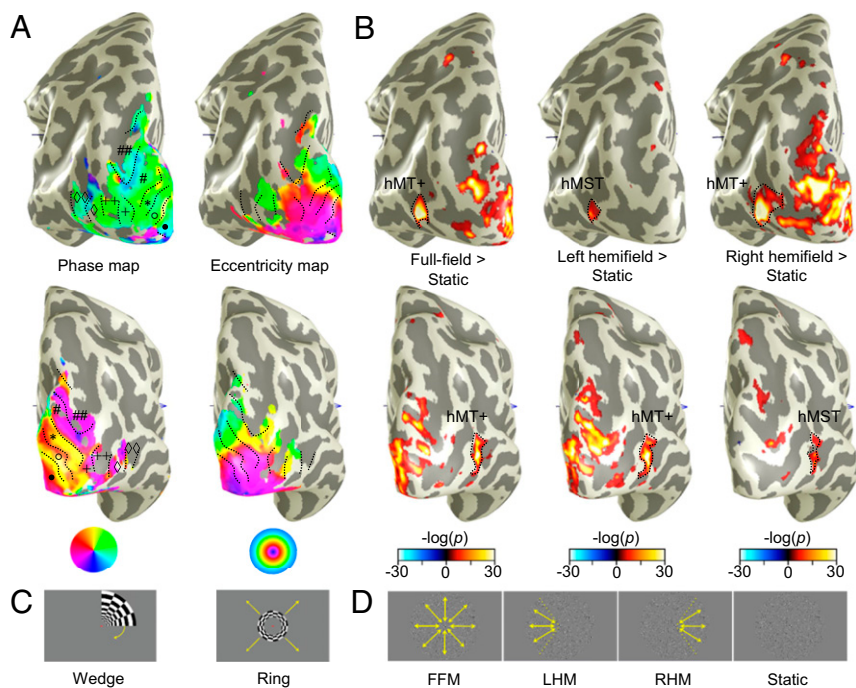 A
B
##
#
◊◊
◊
++
+
*
○
●
hMT+
hMST
hMT+
Phase map
Eccentricity map
Full-field >
Static
Left hemifield >
Static
Right hemifield >
Static
#
##
*
○
++
+
◊◊
◊
●
hMT+
hMT+
hMST
-log(p)
-30 0 30
-log(p)
-30 0 30
-log(p)
-30 0 30
C
D
Wedge
Ring
FFM
LHM
RHM
Static